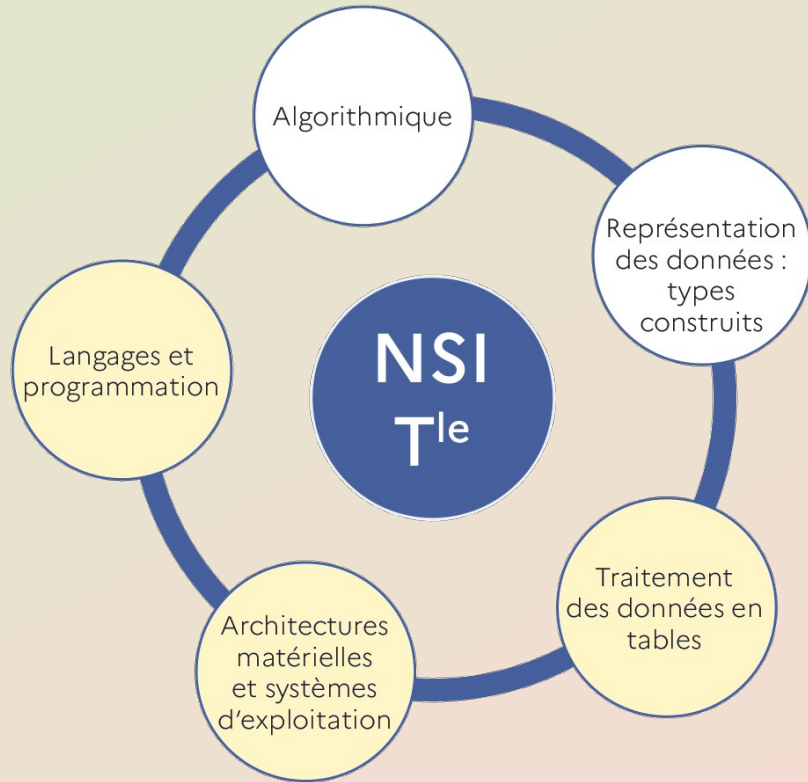 Algorithmique
Représentation
des données :
types
construits
Langages et
programmation
NSI
Tle
Traitement
des données en
tables
Architectures
matérielles
et systèmes
d'exploitation